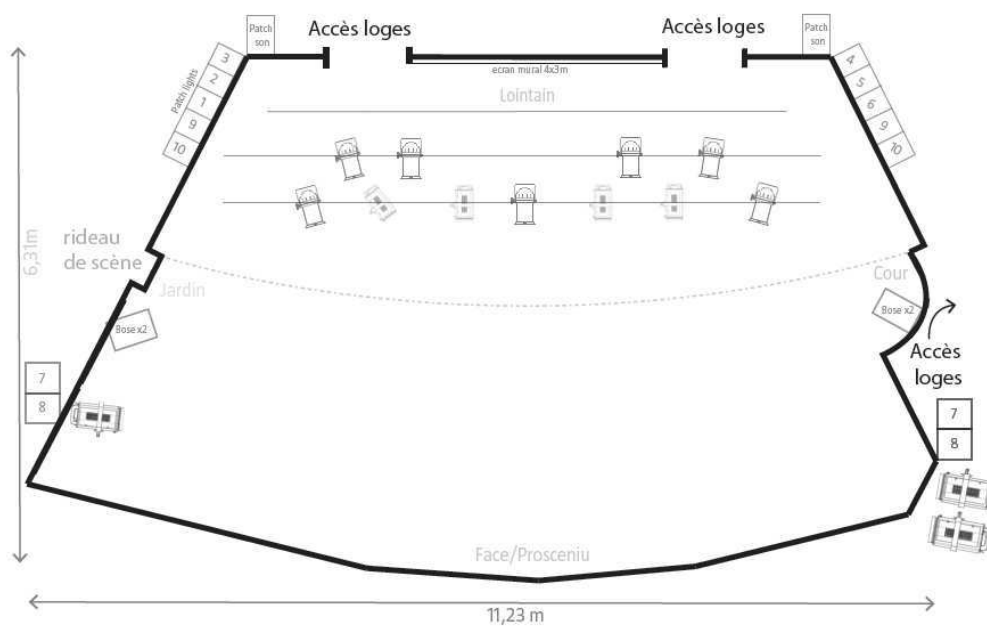 Patch
son
Accès loges
Accès loges
Patch
son
ecran mural 4x3m
Lointain
Patch lights
3
2
1
9
10
4
5
6
9
10
6,31m
rideau
de scène
Jardin
Cour
Bose x2
Bose x2
Accès
loges
7
8
7
8
Face/Prosceniu
11,23 m